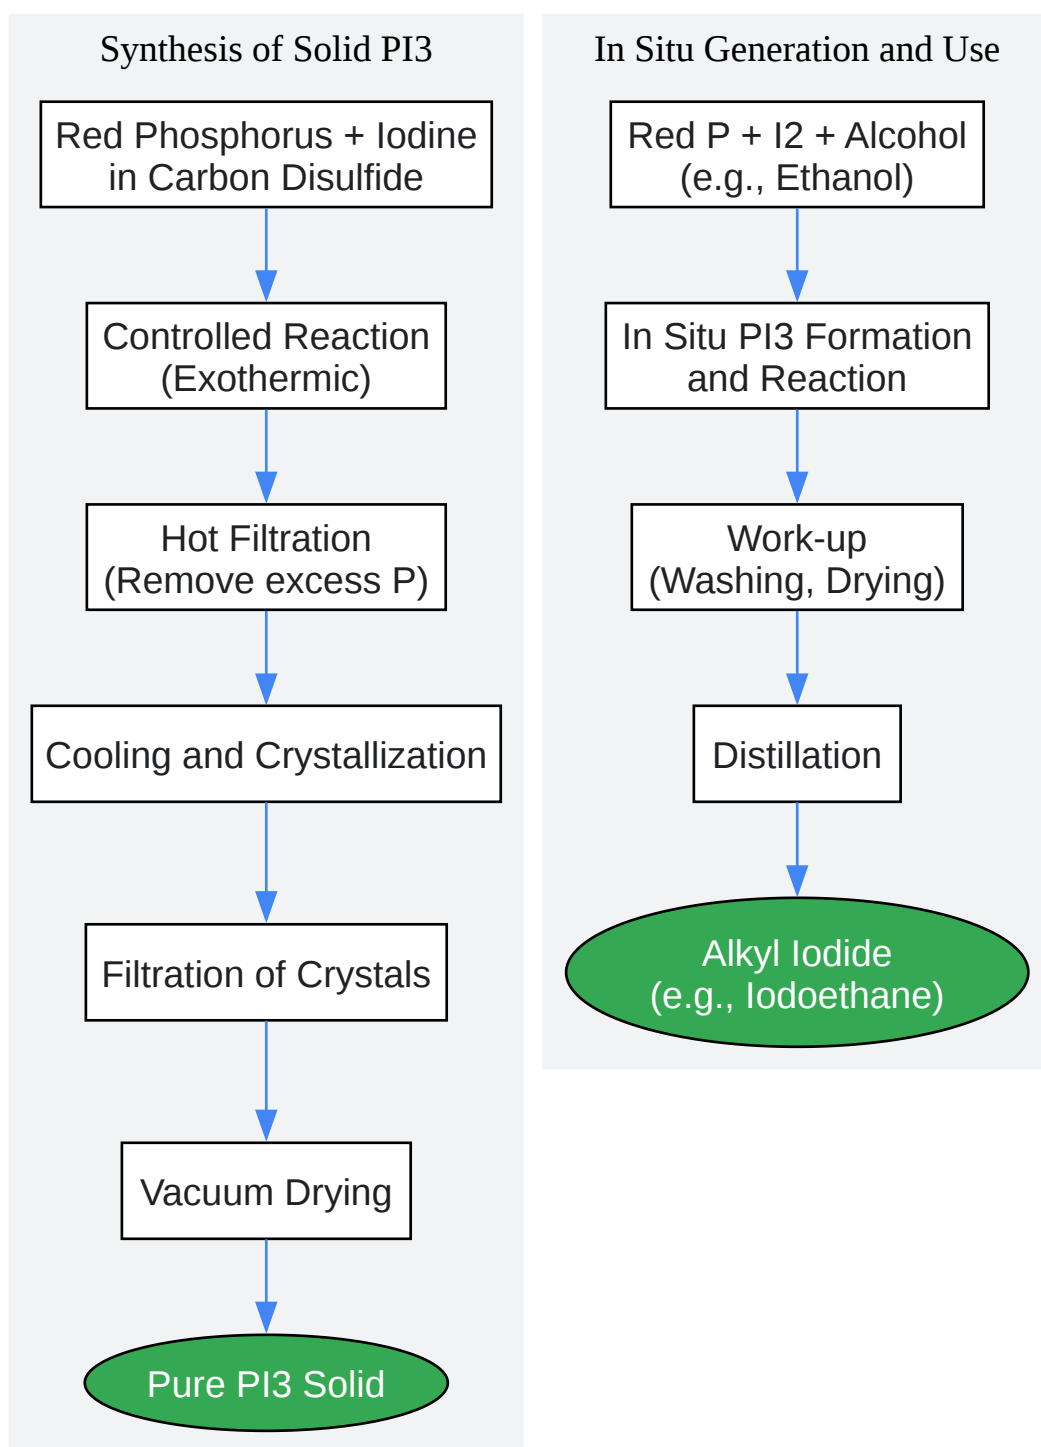 Synthesis of Solid PI3
Red Phosphorus + Iodine
in Carbon Disulfide
Controlled Reaction
(Exothermic)
Hot Filtration
(Remove excess P)
Cooling and Crystallization
Filtration of Crystals
Vacuum Drying
Pure PI3 Solid
In Situ Generation and Use
Red P + I2 + Alcohol
(e.g., Ethanol)
In Situ PI3 Formation
and Reaction
Work-up
(Washing, Drying)
Distillation
Alkyl Iodide
(e.g., Iodoethane)